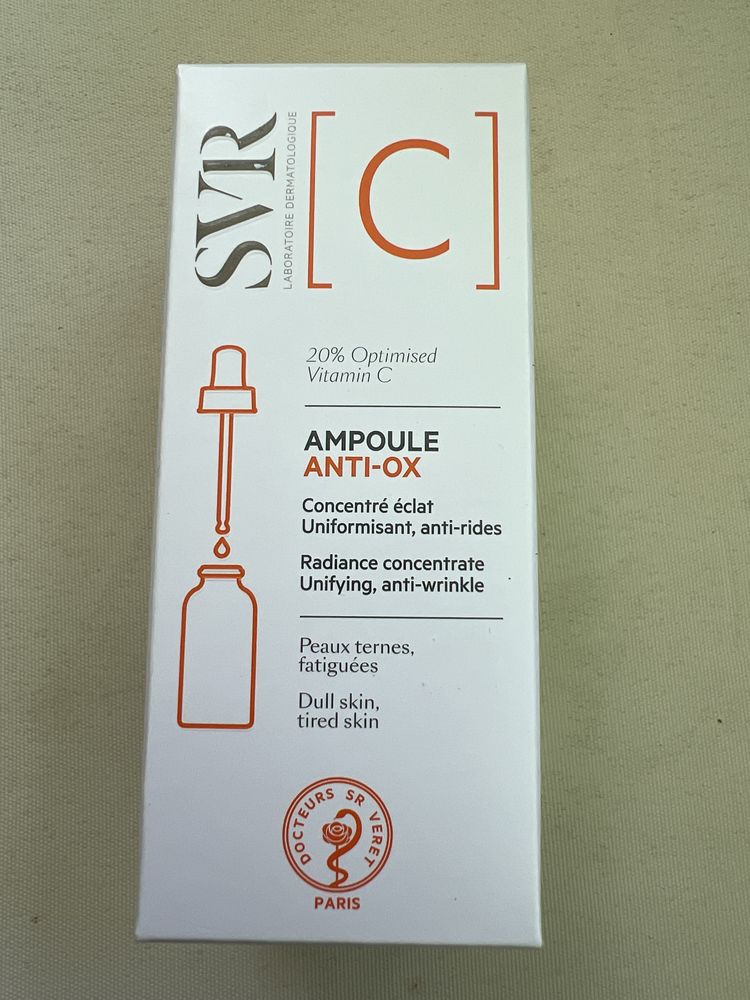 SVR
LABORATOIRE DERMATOLOGIQUE
[C]
20% Optimised
Vitamin C
AMPOULE
ANTI-OX
Concentré éclat
Uniformisant, anti-rides
Radiance concentrate
Unifying, anti-wrinkle
Peaux ternes,
fatiguées
Dull skin,
tired skin
DOCTEURS SR VERET
PARIS